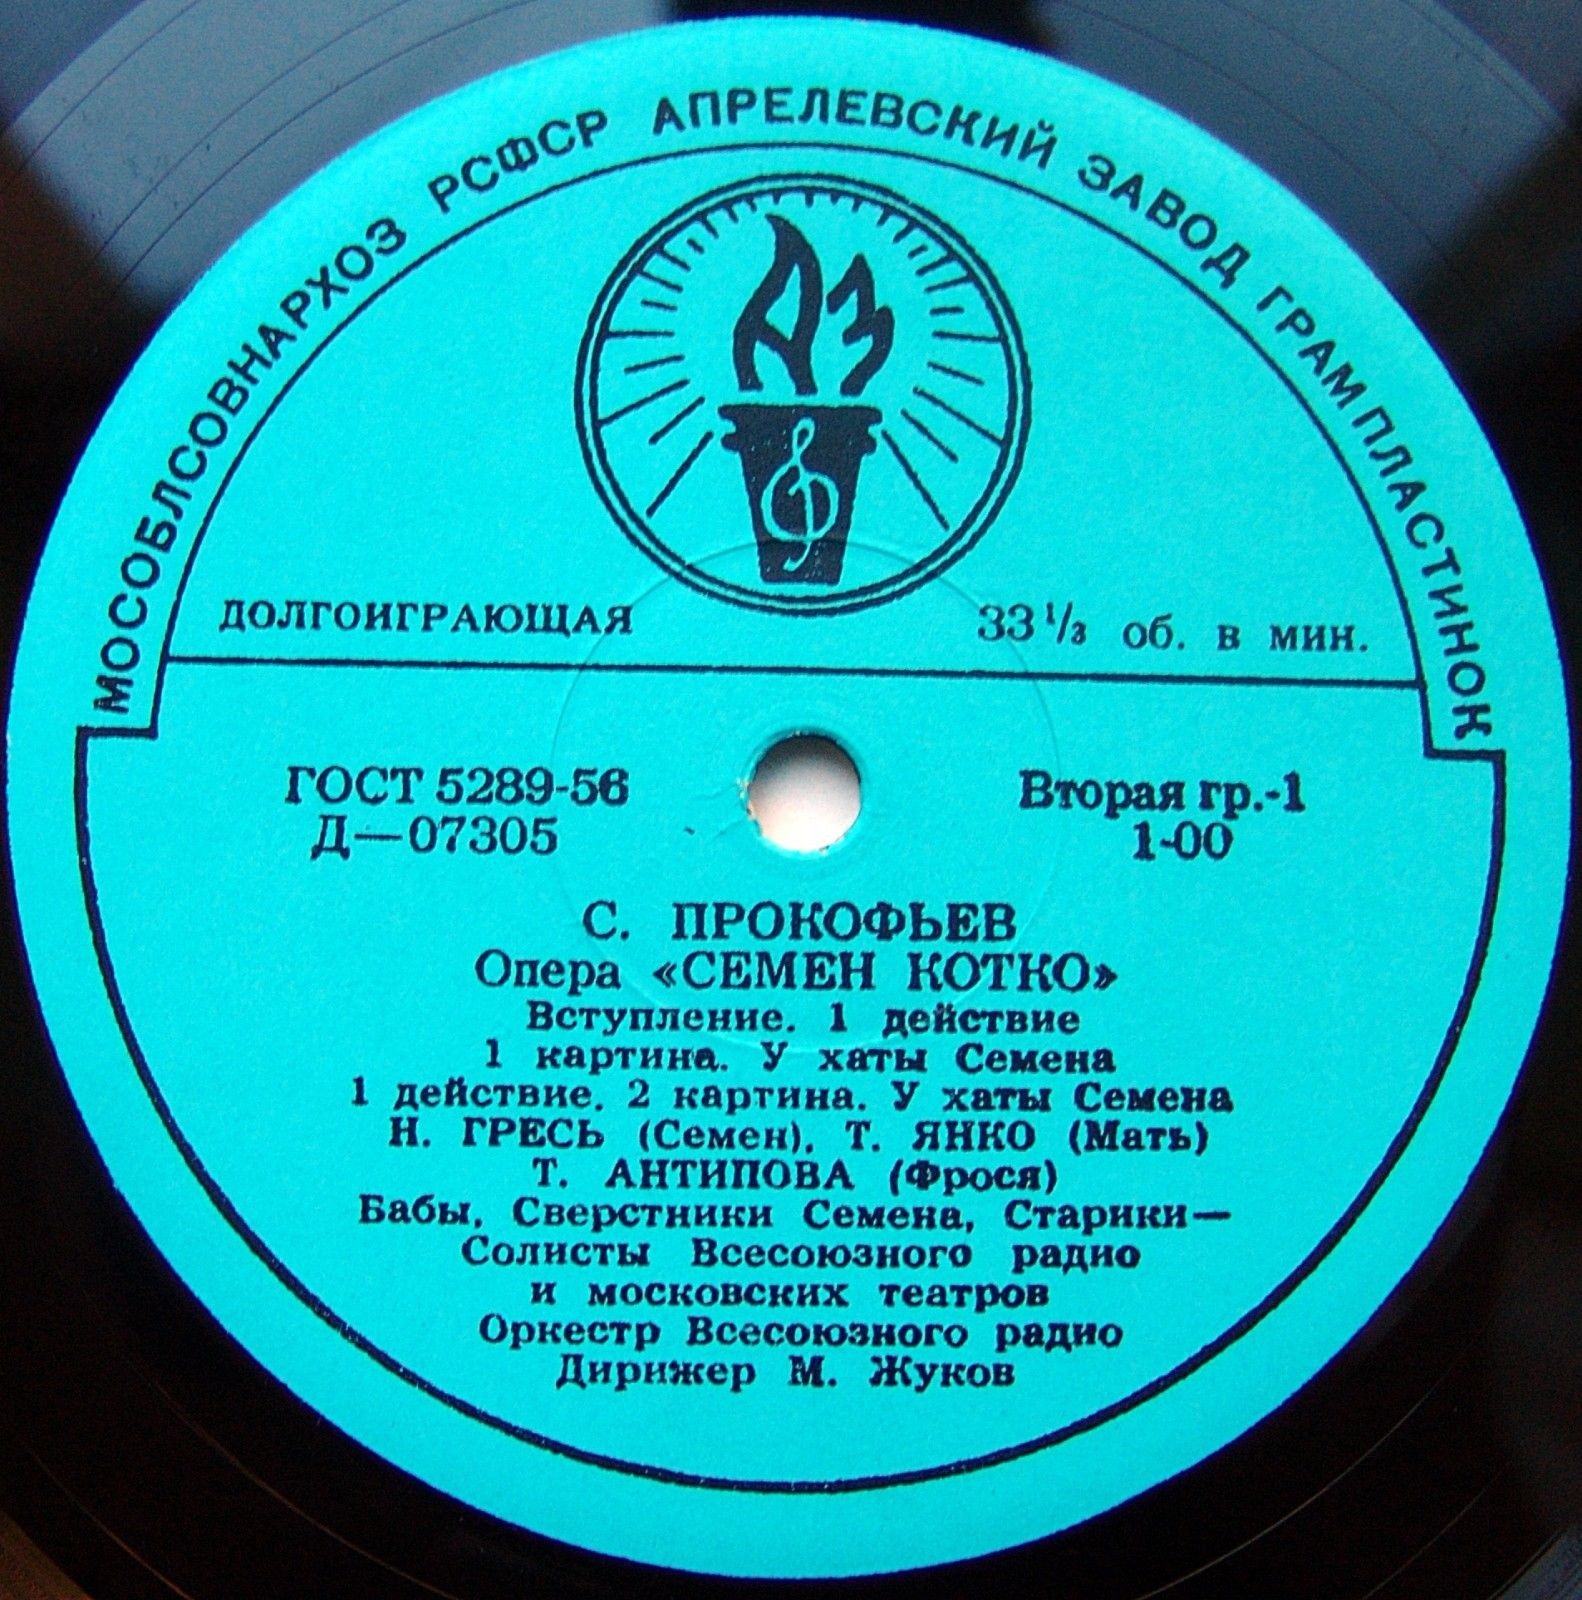 МОСОБЛСОВНАРХОЗ РСФСР АПРЕЛЕВСКИЙ ЗАВОД ГРАМПЛАСТИНОК
АЗ
ДОЛГОИГРАЮЩАЯ
33 1/3 об. в мин.
ГОСТ 5289-56
Д—07305
Вторая гр.-1
1-00
С. ПРОКОФЬЕВ
Опера «СЕМЕН КОТКО»
Вступление. 1 действие
1 картина. У хаты Семена
1 действие. 2 картина. У хаты Семена
Н. ГРЕСЬ (Семен), Т. ЯНКО (Мать)
Т. АНТИПОВА (Фрося)
Бабы, Сверстники Семена, Старики—
Солисты Всесоюзного радио
и московских театров
Оркестр Всесоюзного радио
Дирижер М. Жуков